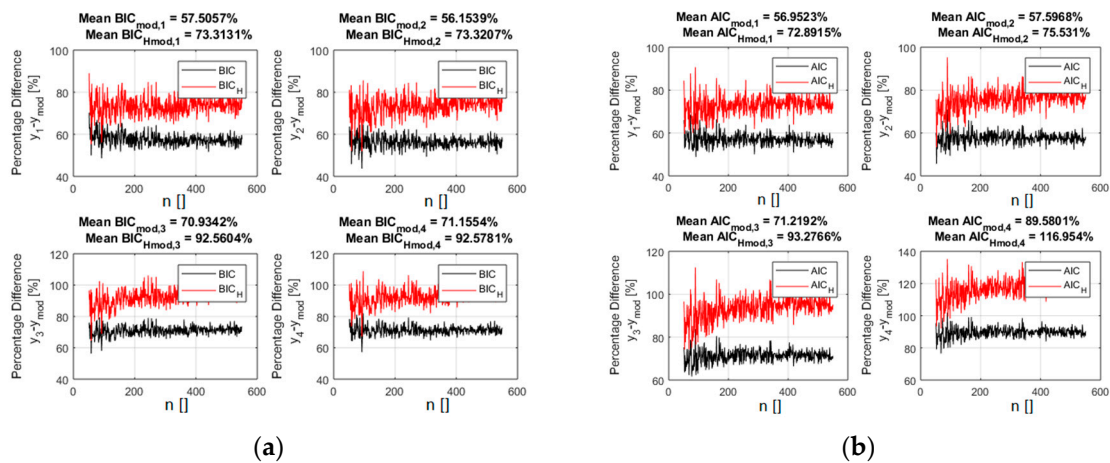 Mean BIC_mod,1 = 57.5057%
Mean BIC_Hmod,1 = 73.3131%
Percentage Difference
y_1-y_mod [%]
100
80
60
40
0
200
400
600
n []
BIC
BIC_H
Mean BIC_mod,2 = 56.1539%
Mean BIC_Hmod,2 = 73.3207%
Percentage Difference
y_2-y_mod [%]
100
80
60
40
0
200
400
600
n []
BIC
BIC_H
Mean BIC_mod,3 = 70.9342%
Mean BIC_Hmod,3 = 92.5604%
Percentage Difference
y_3-y_mod [%]
120
100
80
60
40
0
200
400
600
n []
BIC
BIC_H
Mean BIC_mod,4 = 71.1554%
Mean BIC_Hmod,4 = 92.5781%
Percentage Difference
y_4-y_mod [%]
120
100
80
60
40
0
200
400
600
n []
BIC
BIC_H
(a)
Mean AIC_mod,1 = 56.9523%
Mean AIC_Hmod,1 = 72.8915%
Percentage Difference
y_1-y_mod [%]
100
80
60
40
0
200
400
600
n []
AIC
AIC_H
Mean AIC_mod,2 = 57.5968%
Mean AIC_Hmod,2 = 75.531%
Percentage Difference
y_2-y_mod [%]
100
80
60
40
0
200
400
600
n []
AIC
AIC_H
Mean AIC_mod,3 = 71.2192%
Mean AIC_Hmod,3 = 93.2766%
Percentage Difference
y_3-y_mod [%]
120
100
80
60
0
200
400
600
n []
AIC
AIC_H
Mean AIC_mod,4 = 89.5801%
Mean AIC_Hmod,4 = 116.954%
Percentage Difference
y_4-y_mod [%]
140
120
100
80
60
0
200
400
600
n []
AIC
AIC_H
(b)